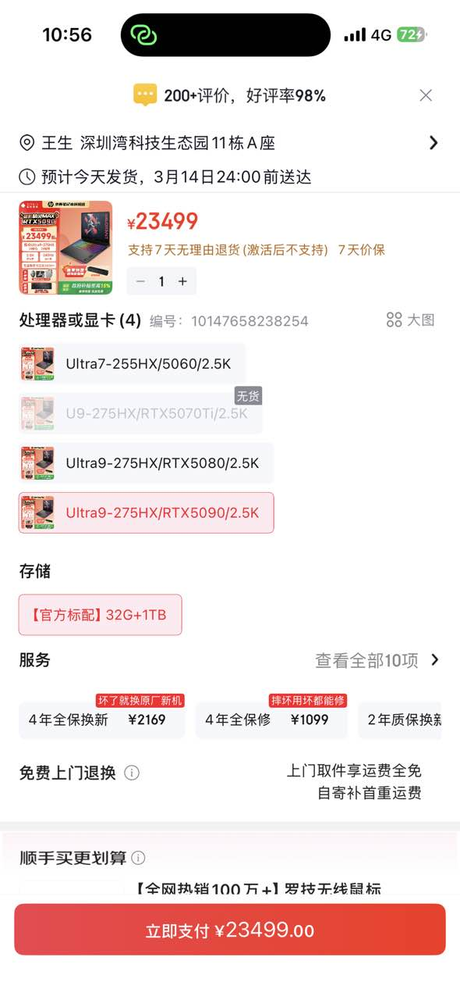 10:56
4G
72
200+评价，好评率98%
王生 深圳湾科技生态园11栋A座
预计今天发货，3月14日24:00前送达
RTX5090
23499
¥23499
支持7天无理由退货(激活后不支持) 7天价保
1
处理器或显卡(4) 编号：10147658238254
大图
Ultra7-255HX/5060/2.5K
无货
U9-275HX/RTX5070Ti/2.5K
Ultra9-275HX/RTX5080/2.5K
Ultra9-275HX/RTX5090/2.5K
存储
【官方标配】32G+1TB
服务
查看全部10项
坏了就换原厂新机
摔坏用坏都能修
4年全保换新 ¥2169
4年全保修 ¥1099
2年质保换新
免费上门退换
上门取件享运费全免
自寄补首重运费
顺手买更划算
【全网热销100万+】罗技无线鼠标
立即支付 ¥23499.00